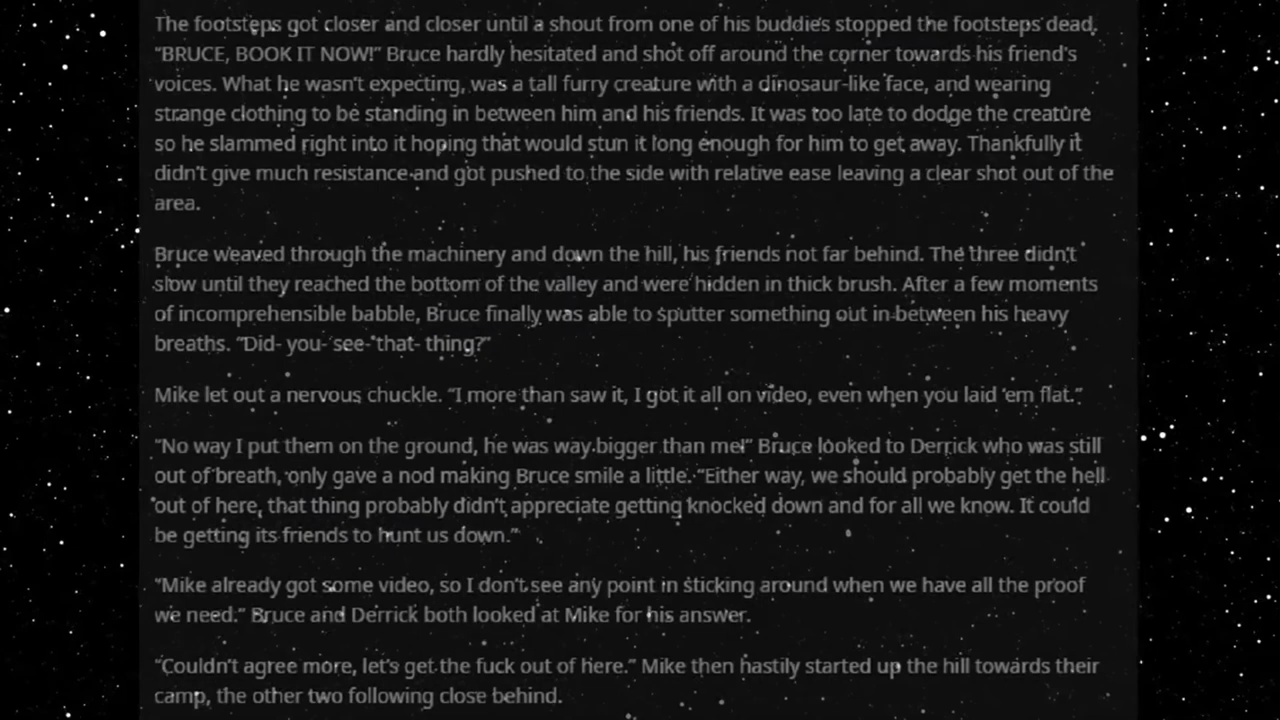 The footsteps got closer and closer until a shout from one of his buddies stopped the footsteps dead.
“BRUCE, BOOK IT NOW!” Bruce hardly hesitated and shot off around the corner towards his friend's
voices. What he wasn't expecting, was a tall furry creature with a dinosaur-like face, and wearing
strange clothing to be standing in between him and his friends. It was too late to dodge the creature
so he slammed right into it hoping that would stun it long enough for him to get away. Thankfully it
didn't give much resistance and got pushed to the side with relative ease leaving a clear shot out of the
area.
Bruce weaved through the machinery and down the hill, his friends not far behind. The three didn't
slow until they reached the bottom of the valley and were hidden in thick brush. After a few moments
of incomprehensible babble, Bruce finally was able to sputter something out in-between his heavy
breaths. “Did- you- see- that- thing?”
Mike let out a nervous chuckle. “I more than saw it, I got it all on video, even when you laid ‘em flat.”
“No way I put them on the ground, he was way bigger than me!” Bruce looked to Derrick who was still
out of breath, only gave a nod making Bruce smile a little. “Either way, we should probably get the hell
out of here, that thing probably didn't appreciate getting knocked down and for all we know. It could
be getting its friends to hunt us down.”
“Mike already got some video, so I don't see any point in sticking around when we have all the proof
we need.” Bruce and Derrick both looked at Mike for his answer.
“Couldn't agree more, let's get the fuck out of here.” Mike then hastily started up the hill towards their
camp, the other two following close behind.